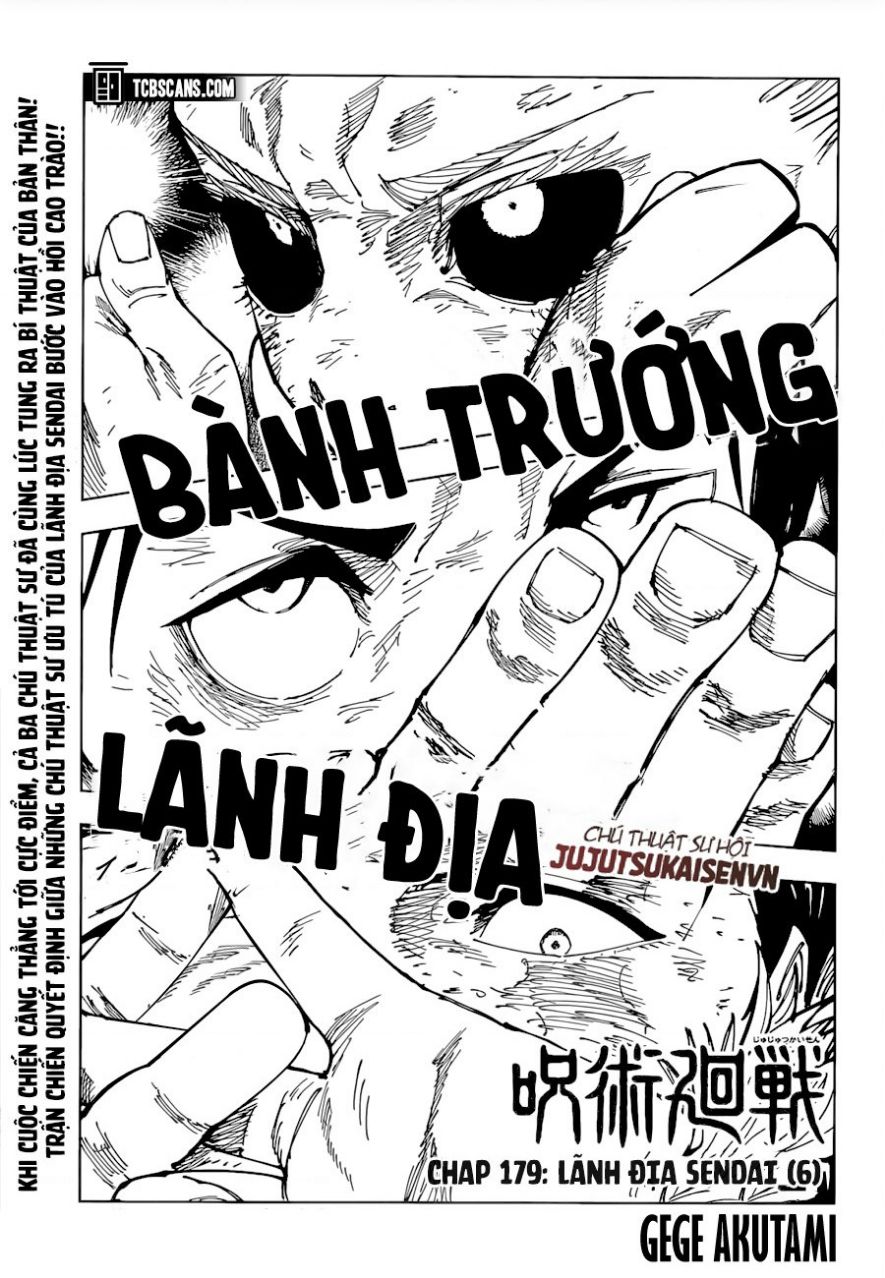 TCBSCANS.COM
KHI CUỘC CHIẾN CĂNG THẲNG TỚI CỰC ĐIỂM, CẢ BA CHÚ THUẬT SƯ ĐÃ CÙNG LÚC TUNG RA BÍ THUẬT CỦA BẢN THÂN!
TRẬN CHIẾN QUYẾT ĐỊNH GIỮA NHỮNG CHÚ THUẬT SƯ ƯU TÚ CỦA LÃNH ĐỊA SENDAI BƯỚC VÀO HỒI CAO TRÀO!!
BÀNH TRƯỚNG
LÃNH ĐỊA
CHÚ THUẬT SƯ HỘI
JUJUTSUKAISENVN
じゅじゅつかいせん
呪術廻戦
CHAP 179: LÃNH ĐỊA SENDAI (6)
GEGE AKUTAMI